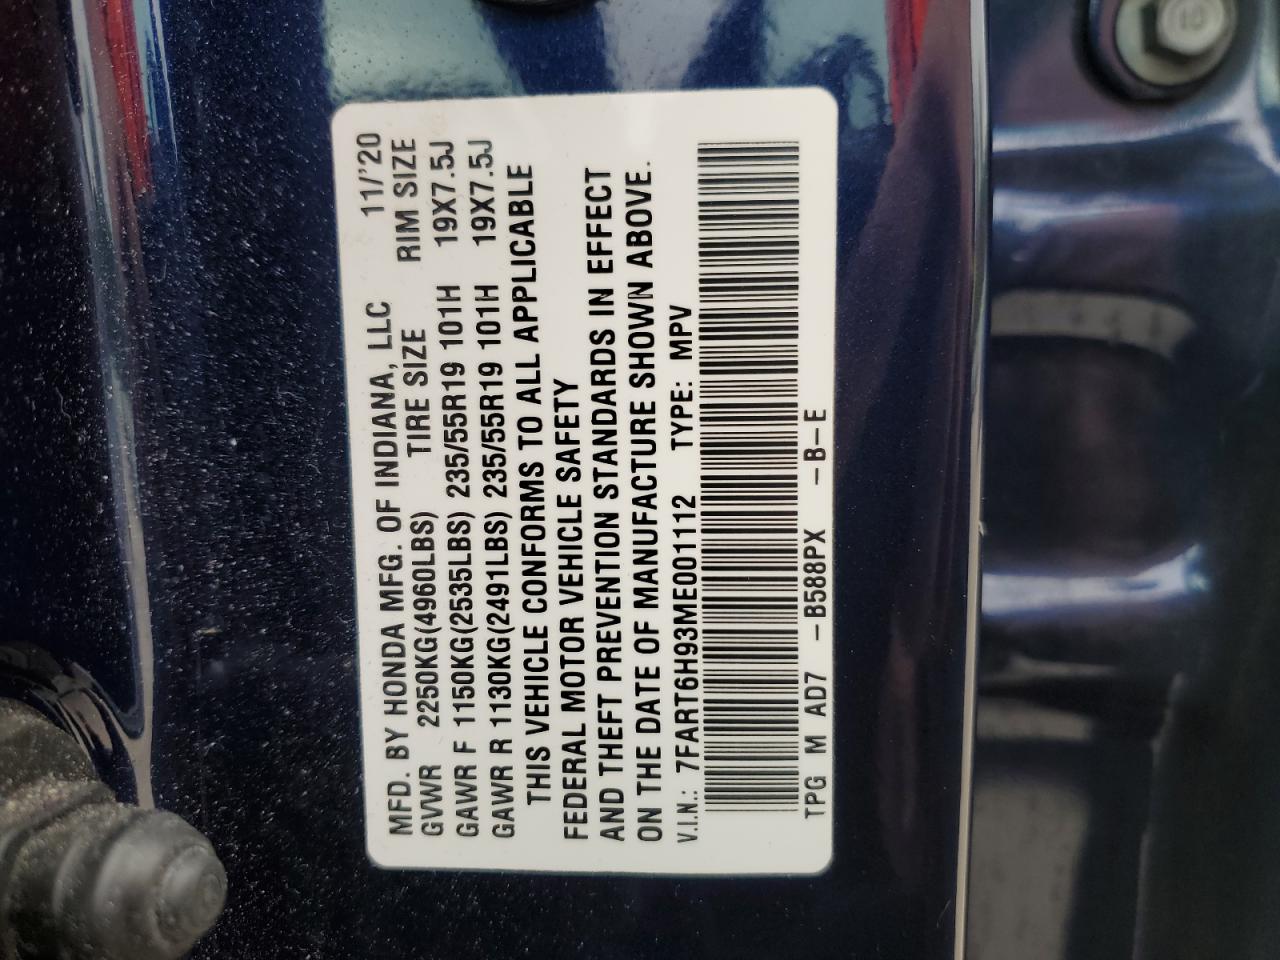 MFD. BY HONDA MFG. OF INDIANA, LLC 11/'20
GVWR 2250KG(4960LBS) TIRE SIZE RIM SIZE
GAWR F 1150KG(2535LBS) 235/55R19 101H 19X7.5J
GAWR R 1130KG(2491LBS) 235/55R19 101H 19X7.5J
THIS VEHICLE CONFORMS TO ALL APPLICABLE
FEDERAL MOTOR VEHICLE SAFETY
AND THEFT PREVENTION STANDARDS IN EFFECT
ON THE DATE OF MANUFACTURE SHOWN ABOVE.
V.I.N.: 7FART6H93ME001112 TYPE: MPV
TPG M AD7 -B588PX -B-E
10